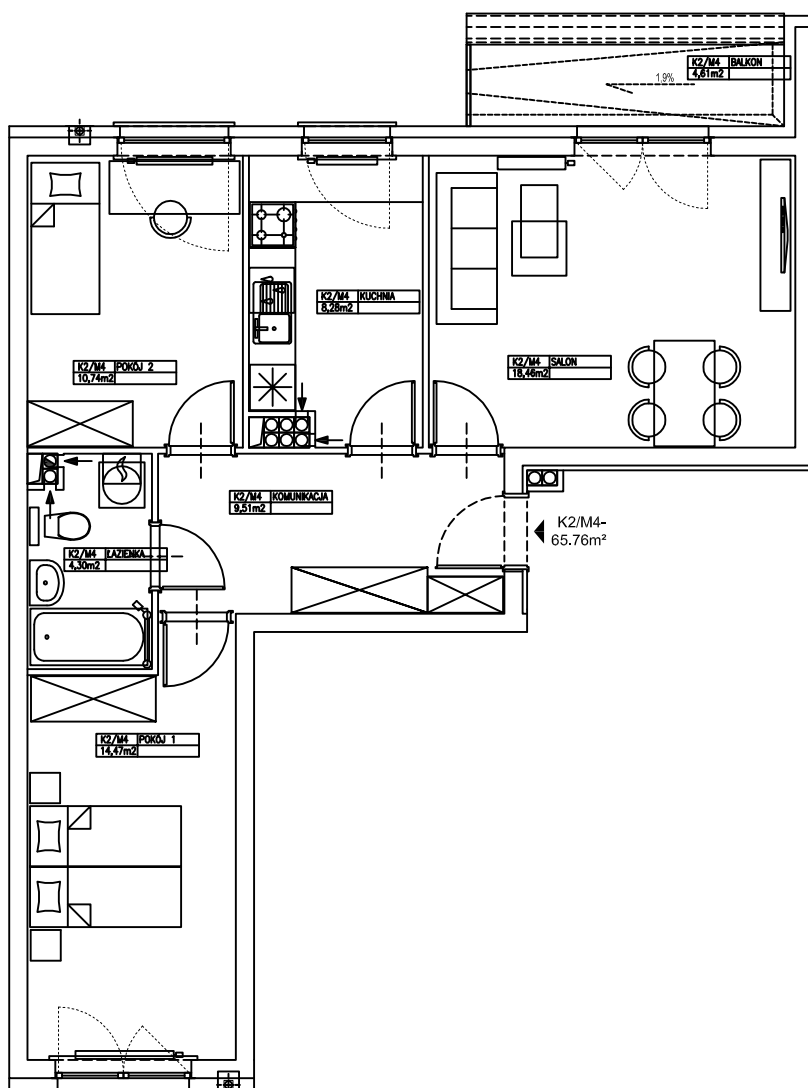 K2/M4 BALKON
4,61m2
1.9%
K2/M4 KUCHNIA
8,28m2
K2/M4 POKÓJ 2
10,74m2
K2/M4 SALON
18,46m2
K2/M4 KOMUNIKACJA
9,51m2
K2/M4-
65.76m²
K2/M4 ŁAZIENKA
4,30m2
K2/M4 POKÓJ 1
14,47m2